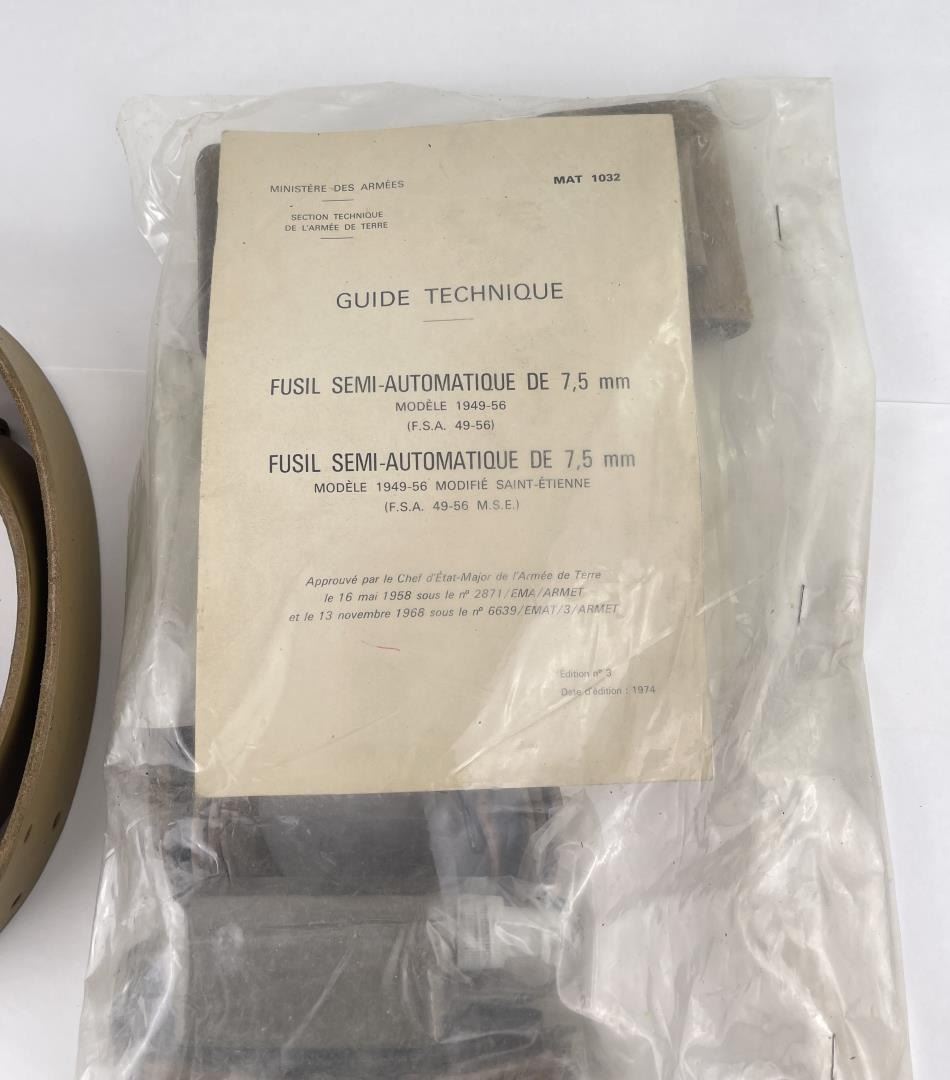 MINISTÈRE DES ARMÉES
MAT 1032
SECTION TECHNIQUE
DE L'ARMÉE DE TERRE
GUIDE TECHNIQUE
FUSIL SEMI-AUTOMATIQUE DE 7,5 mm
MODÈLE 1949-56
(F.S.A. 49-56)
FUSIL SEMI-AUTOMATIQUE DE 7,5 mm
MODÈLE 1949-56 MODIFIÉ SAINT-ÉTIENNE
(F.S.A. 49-56 M.S.E.)
Approuvé par le Chef d'État-Major de l'Armée de Terre
le 16 mai 1958 sous le nº 2871/EMA/ARMET
et le 13 novembre 1968 sous le nº 6639/EMAT/3/ARMET
Édition nº 3
Date d'édition : 1974